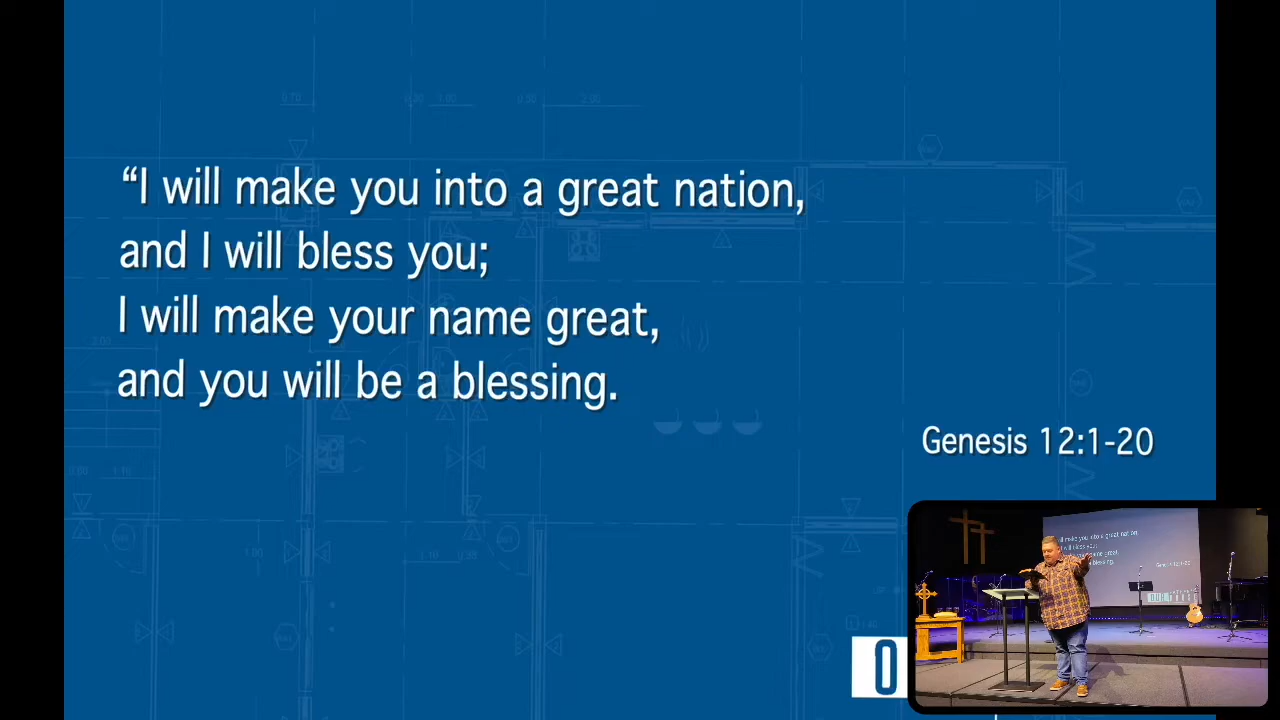 “I will make you into a great nation,
and I will bless you;
I will make your name great,
and you will be a blessing.
Genesis 12:1-20
O